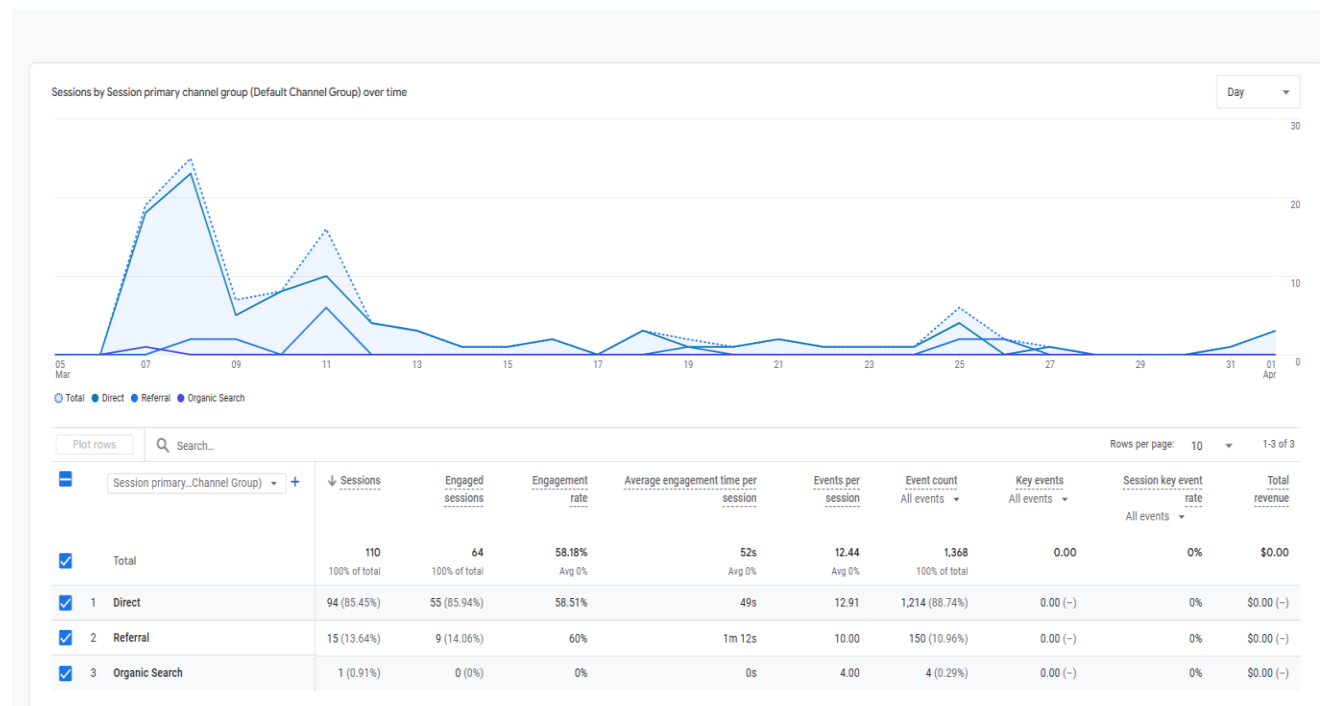 Sessions by Session primary channel group (Default Channel Group) over time
Day
30
20
10
0
05 Mar
07
09
11
13
15
17
19
21
23
25
27
29
31
01 Apr
Total Direct Referral Organic Search
Plot rows Search... Rows per page: 10 1-3 of 3
Session primary...Channel Group) + ↓ Sessions Engaged sessions Engagement rate Average engagement time per session Events per session Event count All events Key events All events Session key event rate All events Total revenue
Total 110 64 58.18% 52s 12.44 1,368 0.00 0% $0.00
100% of total 100% of total Avg 0% Avg 0% Avg 0% 100% of total
1 Direct 94 (85.45%) 55 (85.94%) 58.51% 49s 12.91 1,214 (88.74%) 0.00 (–) 0% $0.00 (–)
2 Referral 15 (13.64%) 9 (14.06%) 60% 1m 12s 10.00 150 (10.96%) 0.00 (–) 0% $0.00 (–)
3 Organic Search 1 (0.91%) 0 (0%) 0% 0s 4.00 4 (0.29%) 0.00 (–) 0% $0.00 (–)